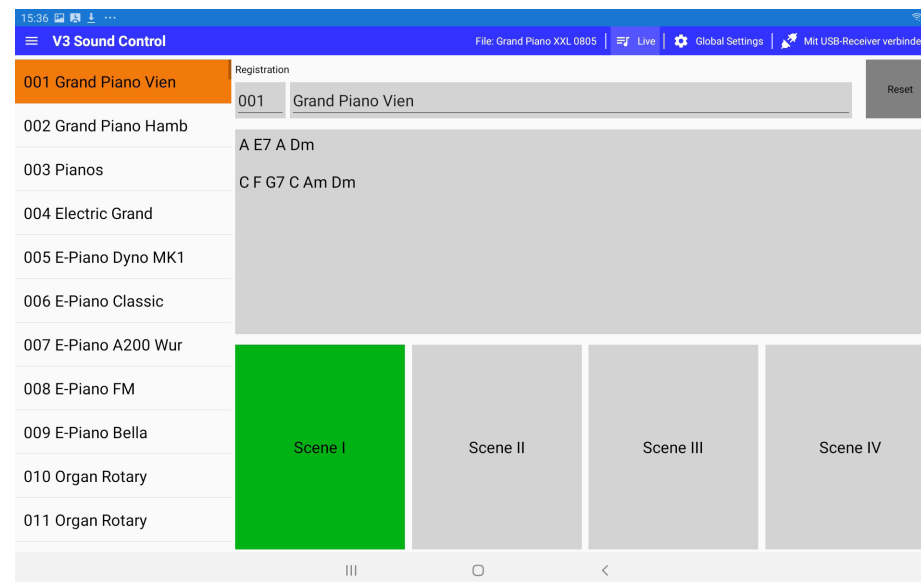 15:36
V3 Sound Control
File: Grand Piano XXL 0805
Live
Global Settings
Mit USB-Receiver verbinde
001 Grand Piano Vien
002 Grand Piano Hamb
003 Pianos
004 Electric Grand
005 E-Piano Dyno MK1
006 E-Piano Classic
007 E-Piano A200 Wur
008 E-Piano FM
009 E-Piano Bella
010 Organ Rotary
011 Organ Rotary
Registration
001 Grand Piano Vien
Reset
A E7 A Dm
C F G7 C Am Dm
Scene I
Scene II
Scene III
Scene IV